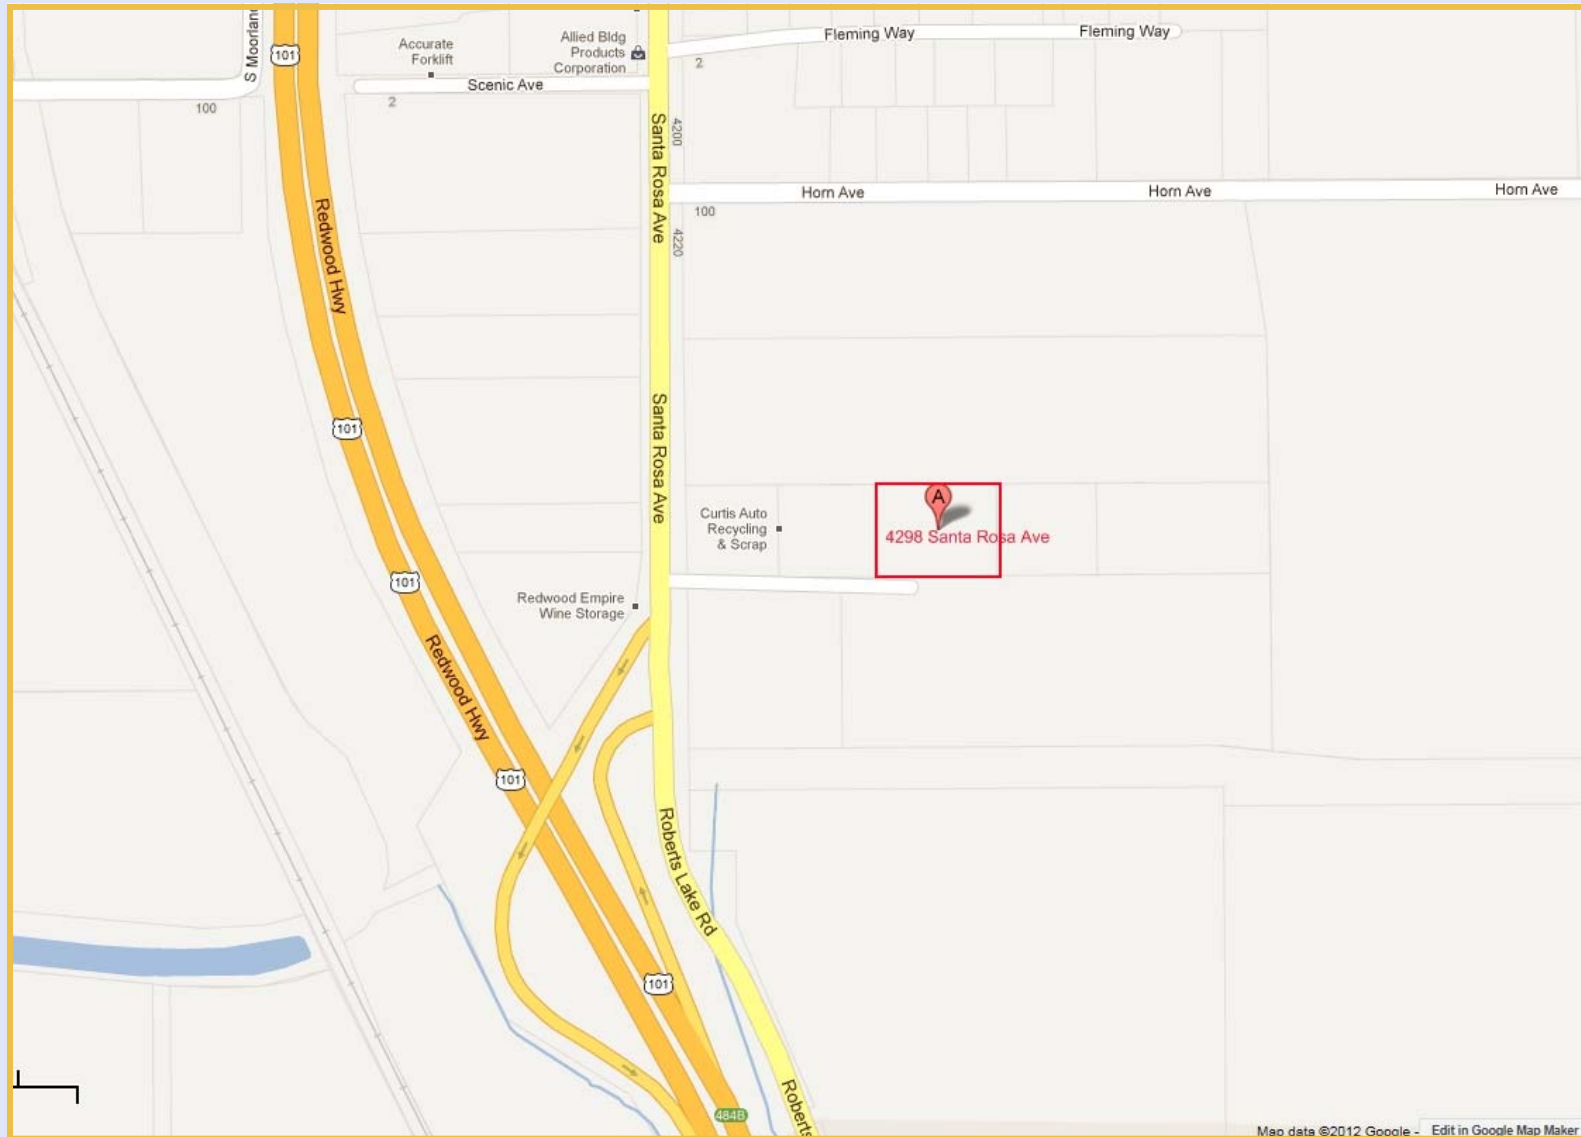 S Moorland
101
Accurate
Forklift
Allied Bldg
Products
Corporation
Fleming Way
Fleming Way
2
Scenic Ave
100
2
4200
Santa Rosa Ave
Horn Ave
Horn Ave
Horn Ave
100
4220
Redwood Hwy
101
Santa Rosa Ave
Curtis Auto
Recycling
& Scrap
A
4298 Santa Rosa Ave
101
Redwood Empire
Wine Storage
Redwood Hwy
101
Roberts Lake Rd
101
484B
Roberts
Map data ©2012 Google -
Edit in Google Map Maker